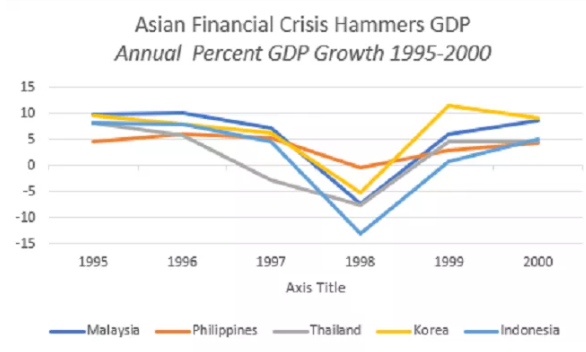 Asian Financial Crisis Hammers GDP
Annual Percent GDP Growth 1995-2000
15
10
5
0
-5
-10
-15
1995 1996 1997 1998 1999 2000
Axis Title
Malaysia Philippines Thailand Korea Indonesia